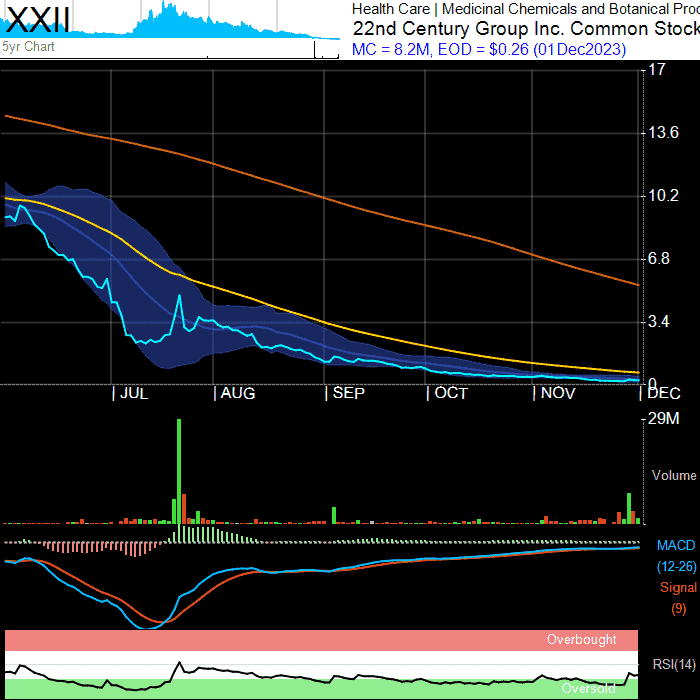 XXII
5yr Chart
Health Care | Medicinal Chemicals and Botanical Proc
22nd Century Group Inc. Common Stock
MC = 8.2M, EOD = $0.26 (01Dec2023)
17
13.6
10.2
6.8
3.4
0
JUL
AUG
SEP
OCT
NOV
DEC
29M
Volume
MACD
(12-26)
Signal
(9)
Overbought
RSI(14)
Oversold